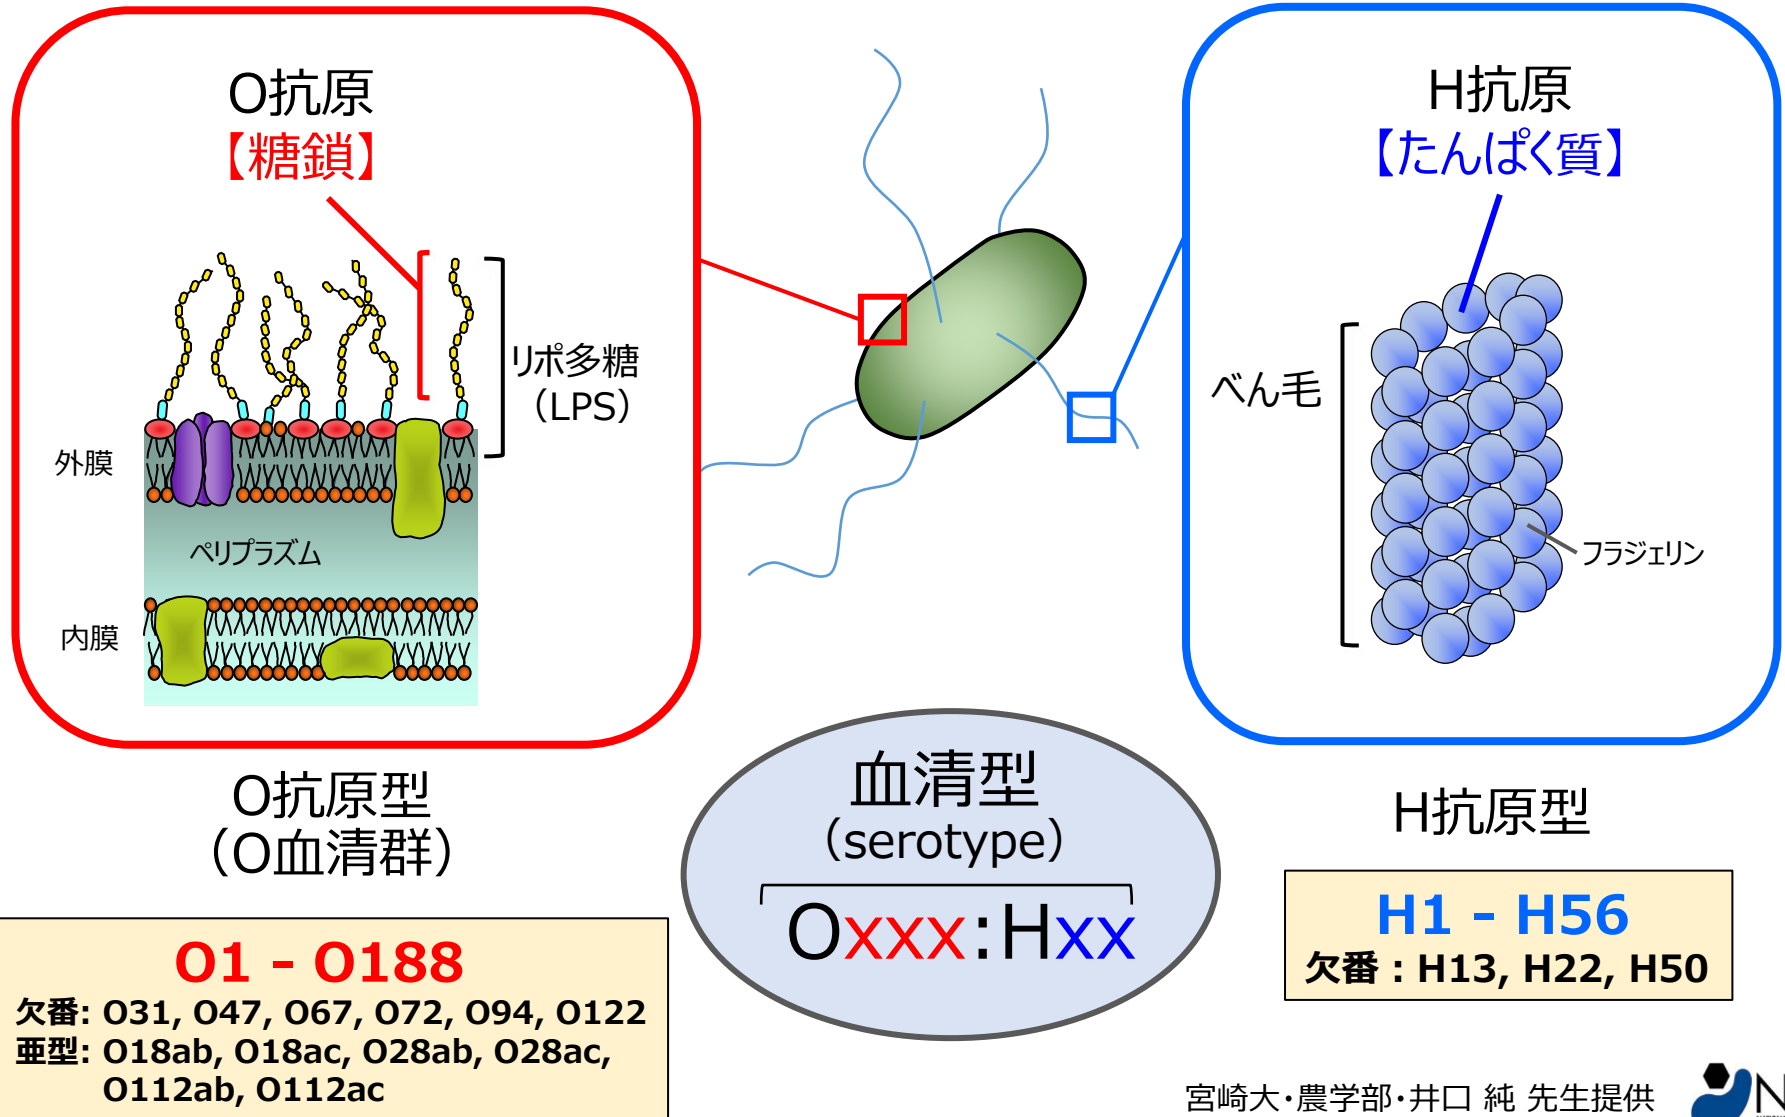 O抗原
【糖鎖】
リポ多糖
（LPS）
外膜
ペリプラズム
内膜
O抗原型
（O血清群）
O1 - O188
欠番: O31, O47, O67, O72, O94, O122
亜型: O18ab, O18ac, O28ab, O28ac,
O112ab, O112ac
血清型
（serotype）
Oxxx:Hxx
H抗原
【たんぱく質】
べん毛
フラジェリン
H抗原型
H1 - H56
欠番：H13, H22, H50
宮崎大・農学部・井口 純 先生提供